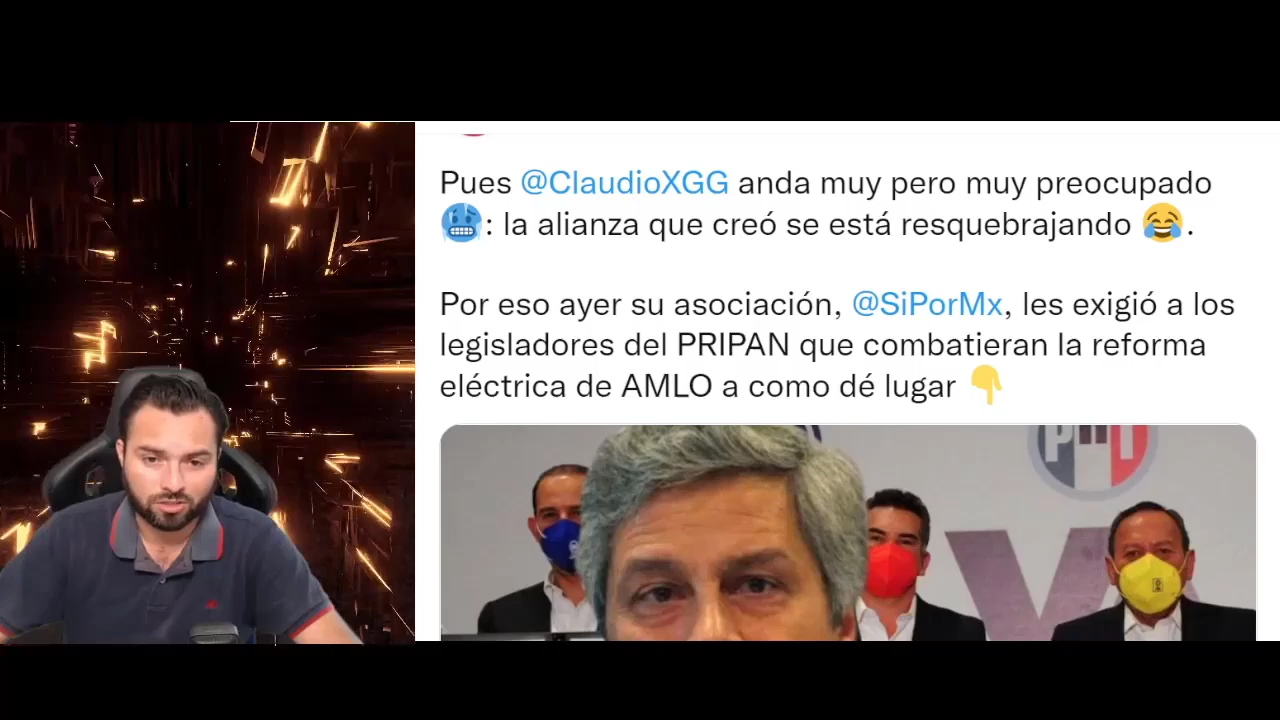 Pues @ClaudioXGG anda muy pero muy preocupado
🥶: la alianza que creó se está resquebrajando 😂.
Por eso ayer su asociación, @SiPorMx, les exigió a los
legisladores del PRIPAN que combatieran la reforma
eléctrica de AMLO a como dé lugar 👇
PRI